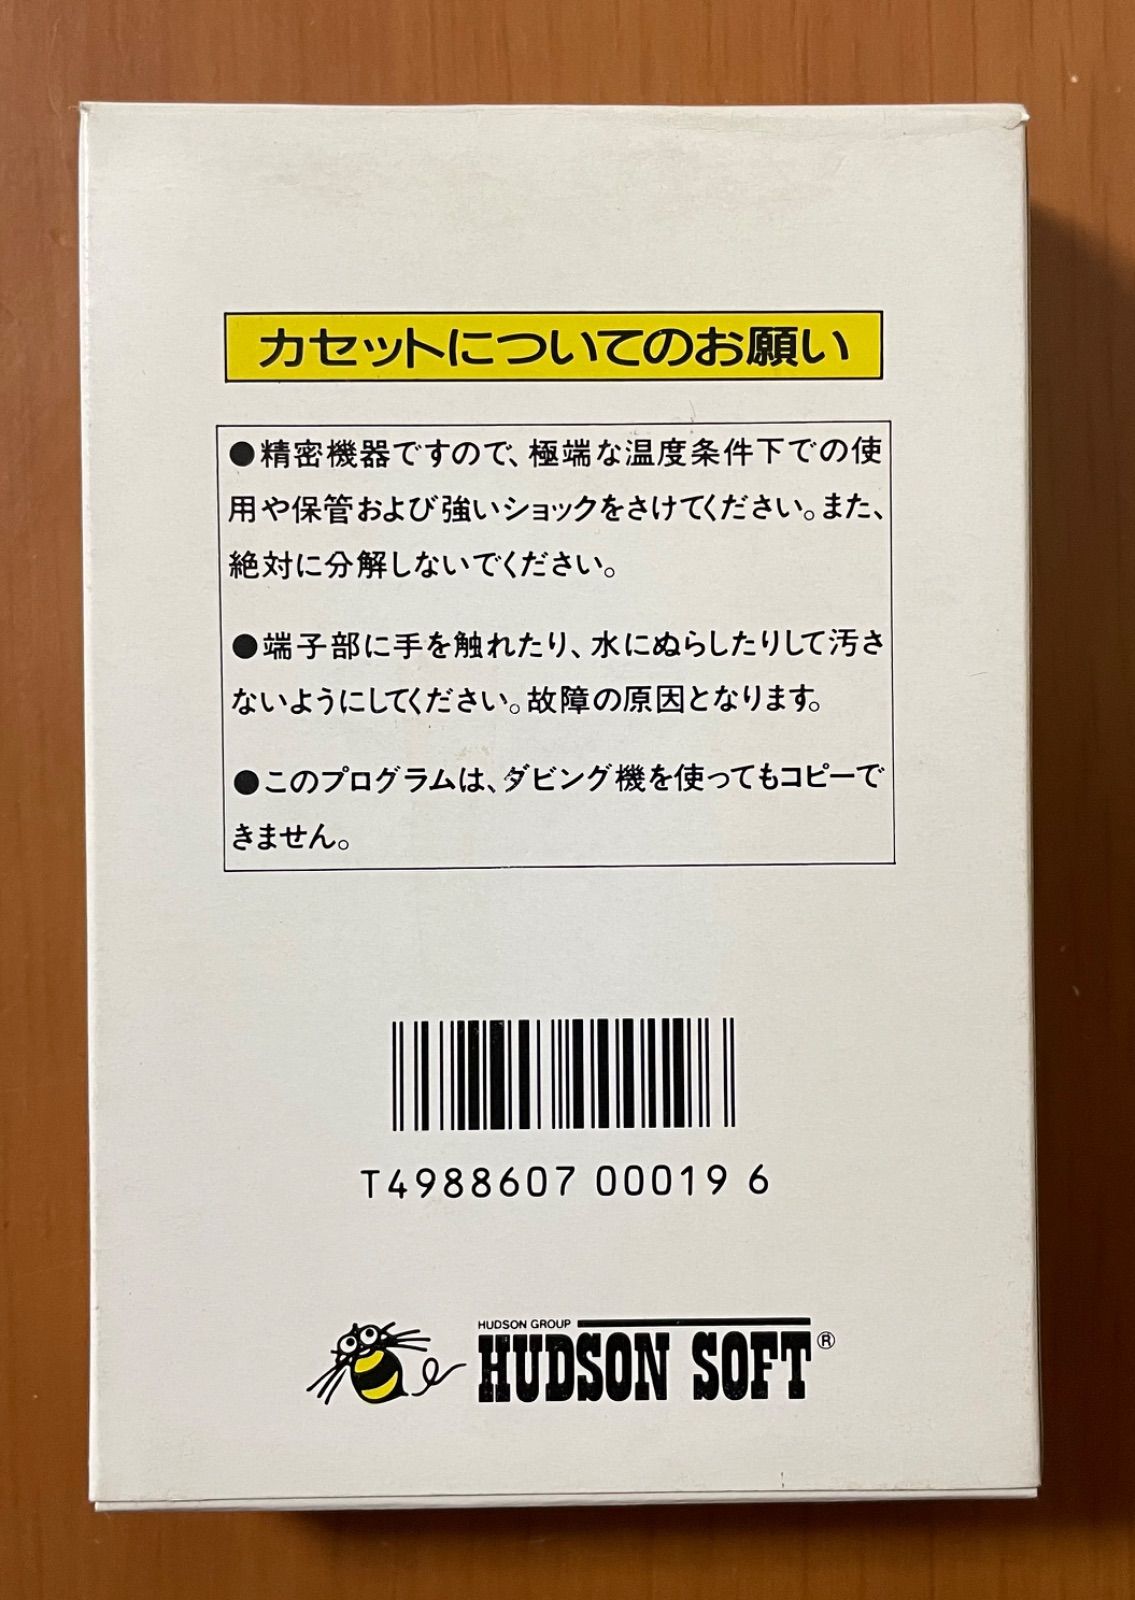 カセットについてのお願い
●精密機器ですので、極端な温度条件下での使
用や保管および強いショックをさけてください。また、
絶対に分解しないでください。
●端子部に手を触れたり、水にぬらしたりして汚さ
ないようにしてください。故障の原因となります。
●このプログラムは、ダビング機を使ってもコピーで
きません。
T4988607 00019 6
HUDSON GROUP
HUDSON SOFT®